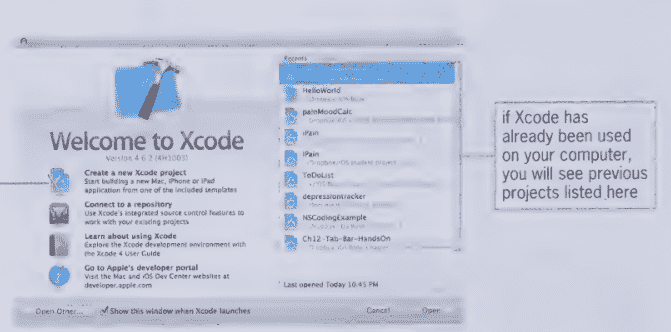 Recents
HelloWorld
painMoodCalc
iPain
iPain
ToDoList
depressiontracker
NSCodingExample
Ch12-Tab-Bar-HandsOn
Last opened Today 10:45 PM
Welcome to Xcode
Version 4.6.2 (4H1003)
Create a new Xcode project
Start building a new Mac, iPhone or iPad
application from one of the included templates
Connect to a repository
Use Xcode's integrated source control features to
work with your existing projects
Learn about using Xcode
Explore the Xcode development environment with
the Xcode 4 User Guide
Go to Apple's developer portal
Visit the Mac and iOS Dev Center websites at
developer.apple.com
Open Other...
Show this window when Xcode launches
Cancel
Open
if Xcode has
already been used
on your computer,
you will see previous
projects listed here